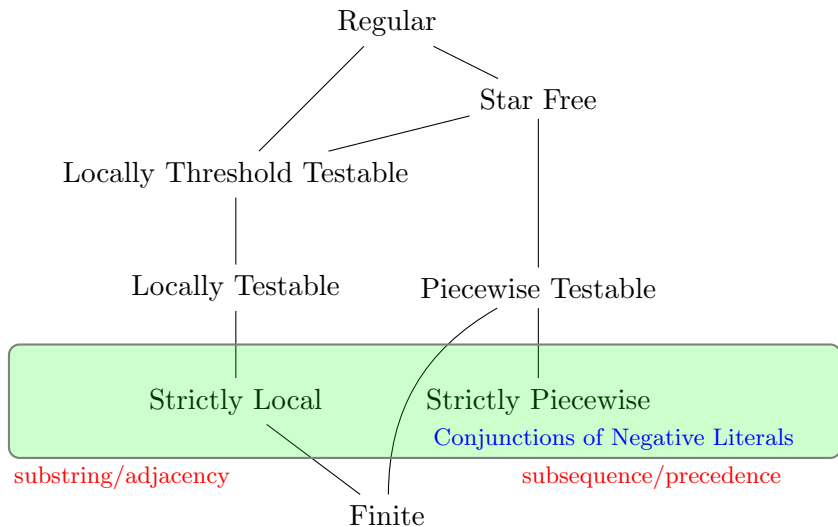 Regular
Star Free
Locally Threshold Testable
Locally Testable
Piecewise Testable
Strictly Local
Strictly Piecewise
Conjunctions of Negative Literals
substring/adjacency
subsequence/precedence
Finite